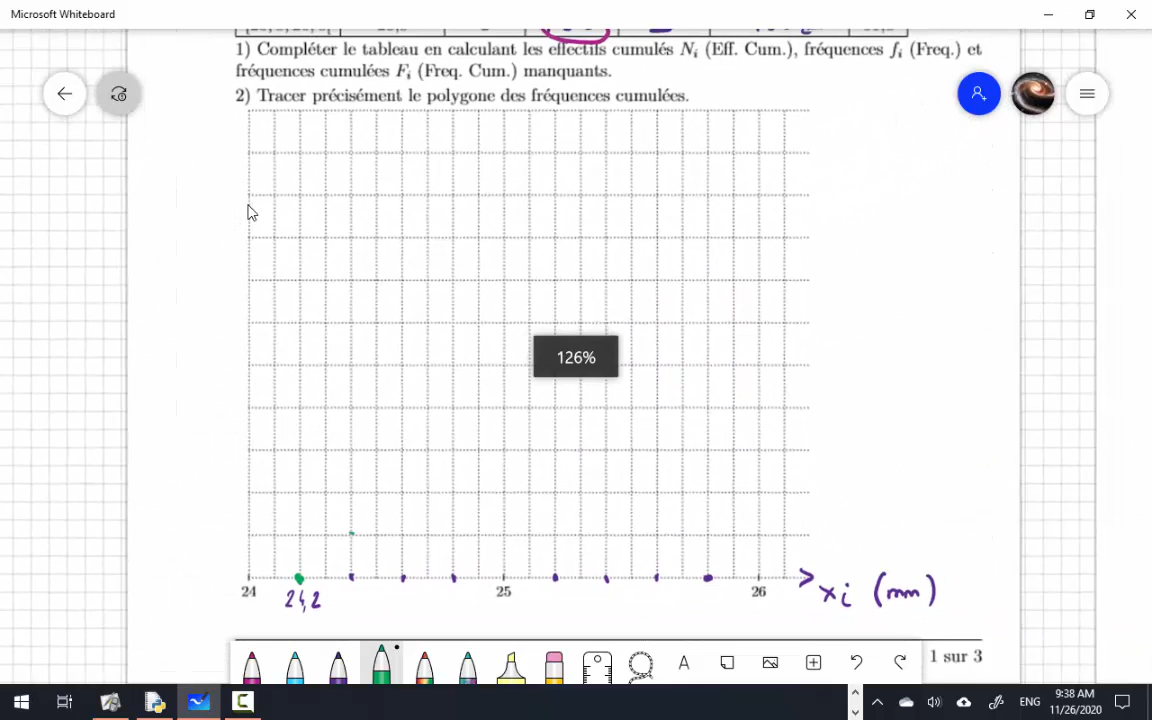 Microsoft Whiteboard
1) Compléter le tableau en calculant les effectifs cumulés Ni (Eff. Cum.), fréquences fi (Freq.) et
fréquences cumulées Fi (Freq. Cum.) manquants.
2) Tracer précisément le polygone des fréquences cumulées.
126%
24
25
26
24,2
xi (mm)
1 sur 3
A
ENG
9:38 AM
11/26/2020